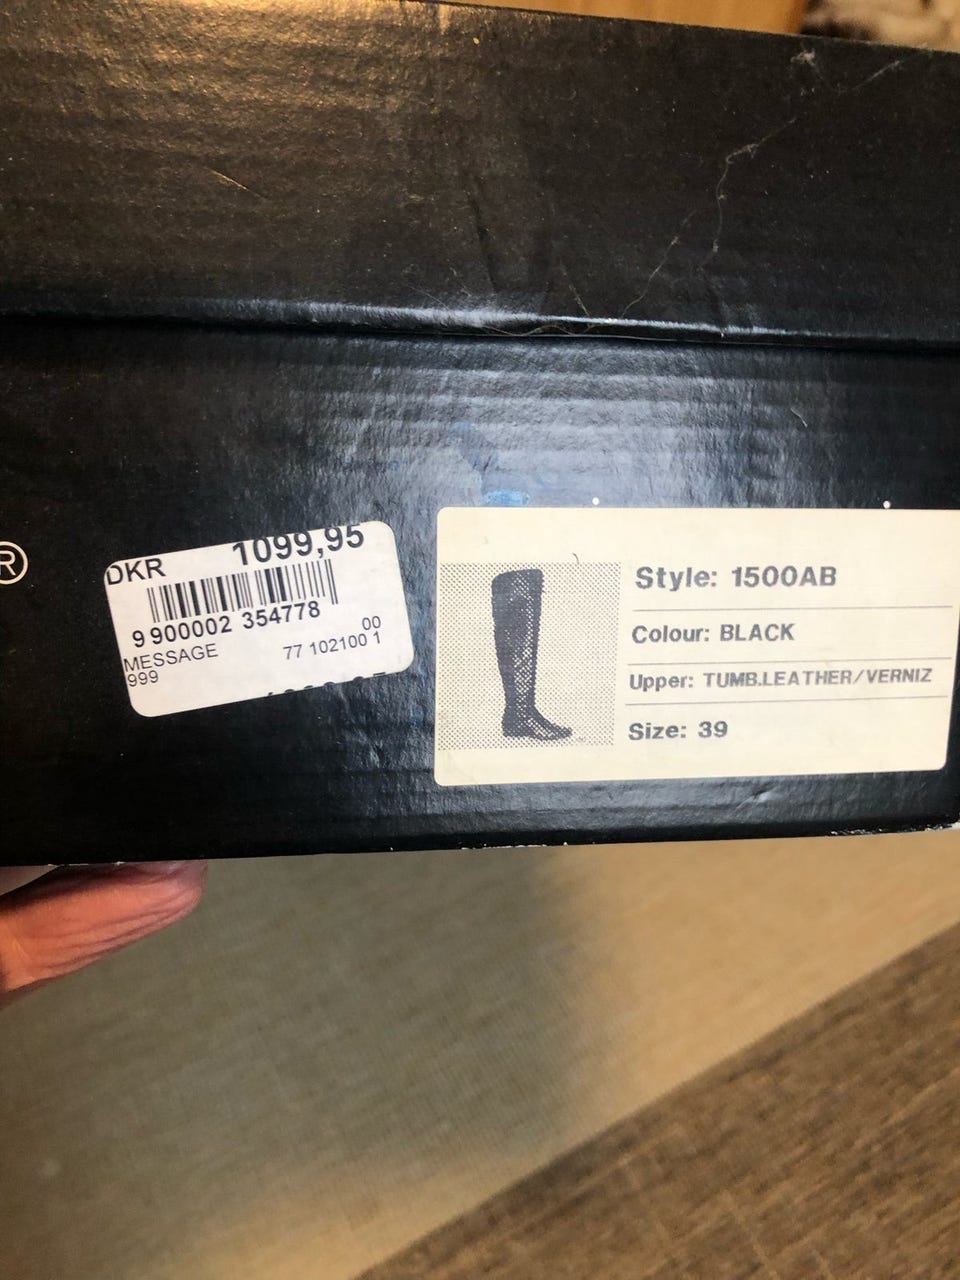 R
DKR 1099,95
9 900002 354778
MESSAGE 77 102100 00
999 1
Style: 1500AB
Colour: BLACK
Upper: TUMB.LEATHER/VERNIZ
Size: 39